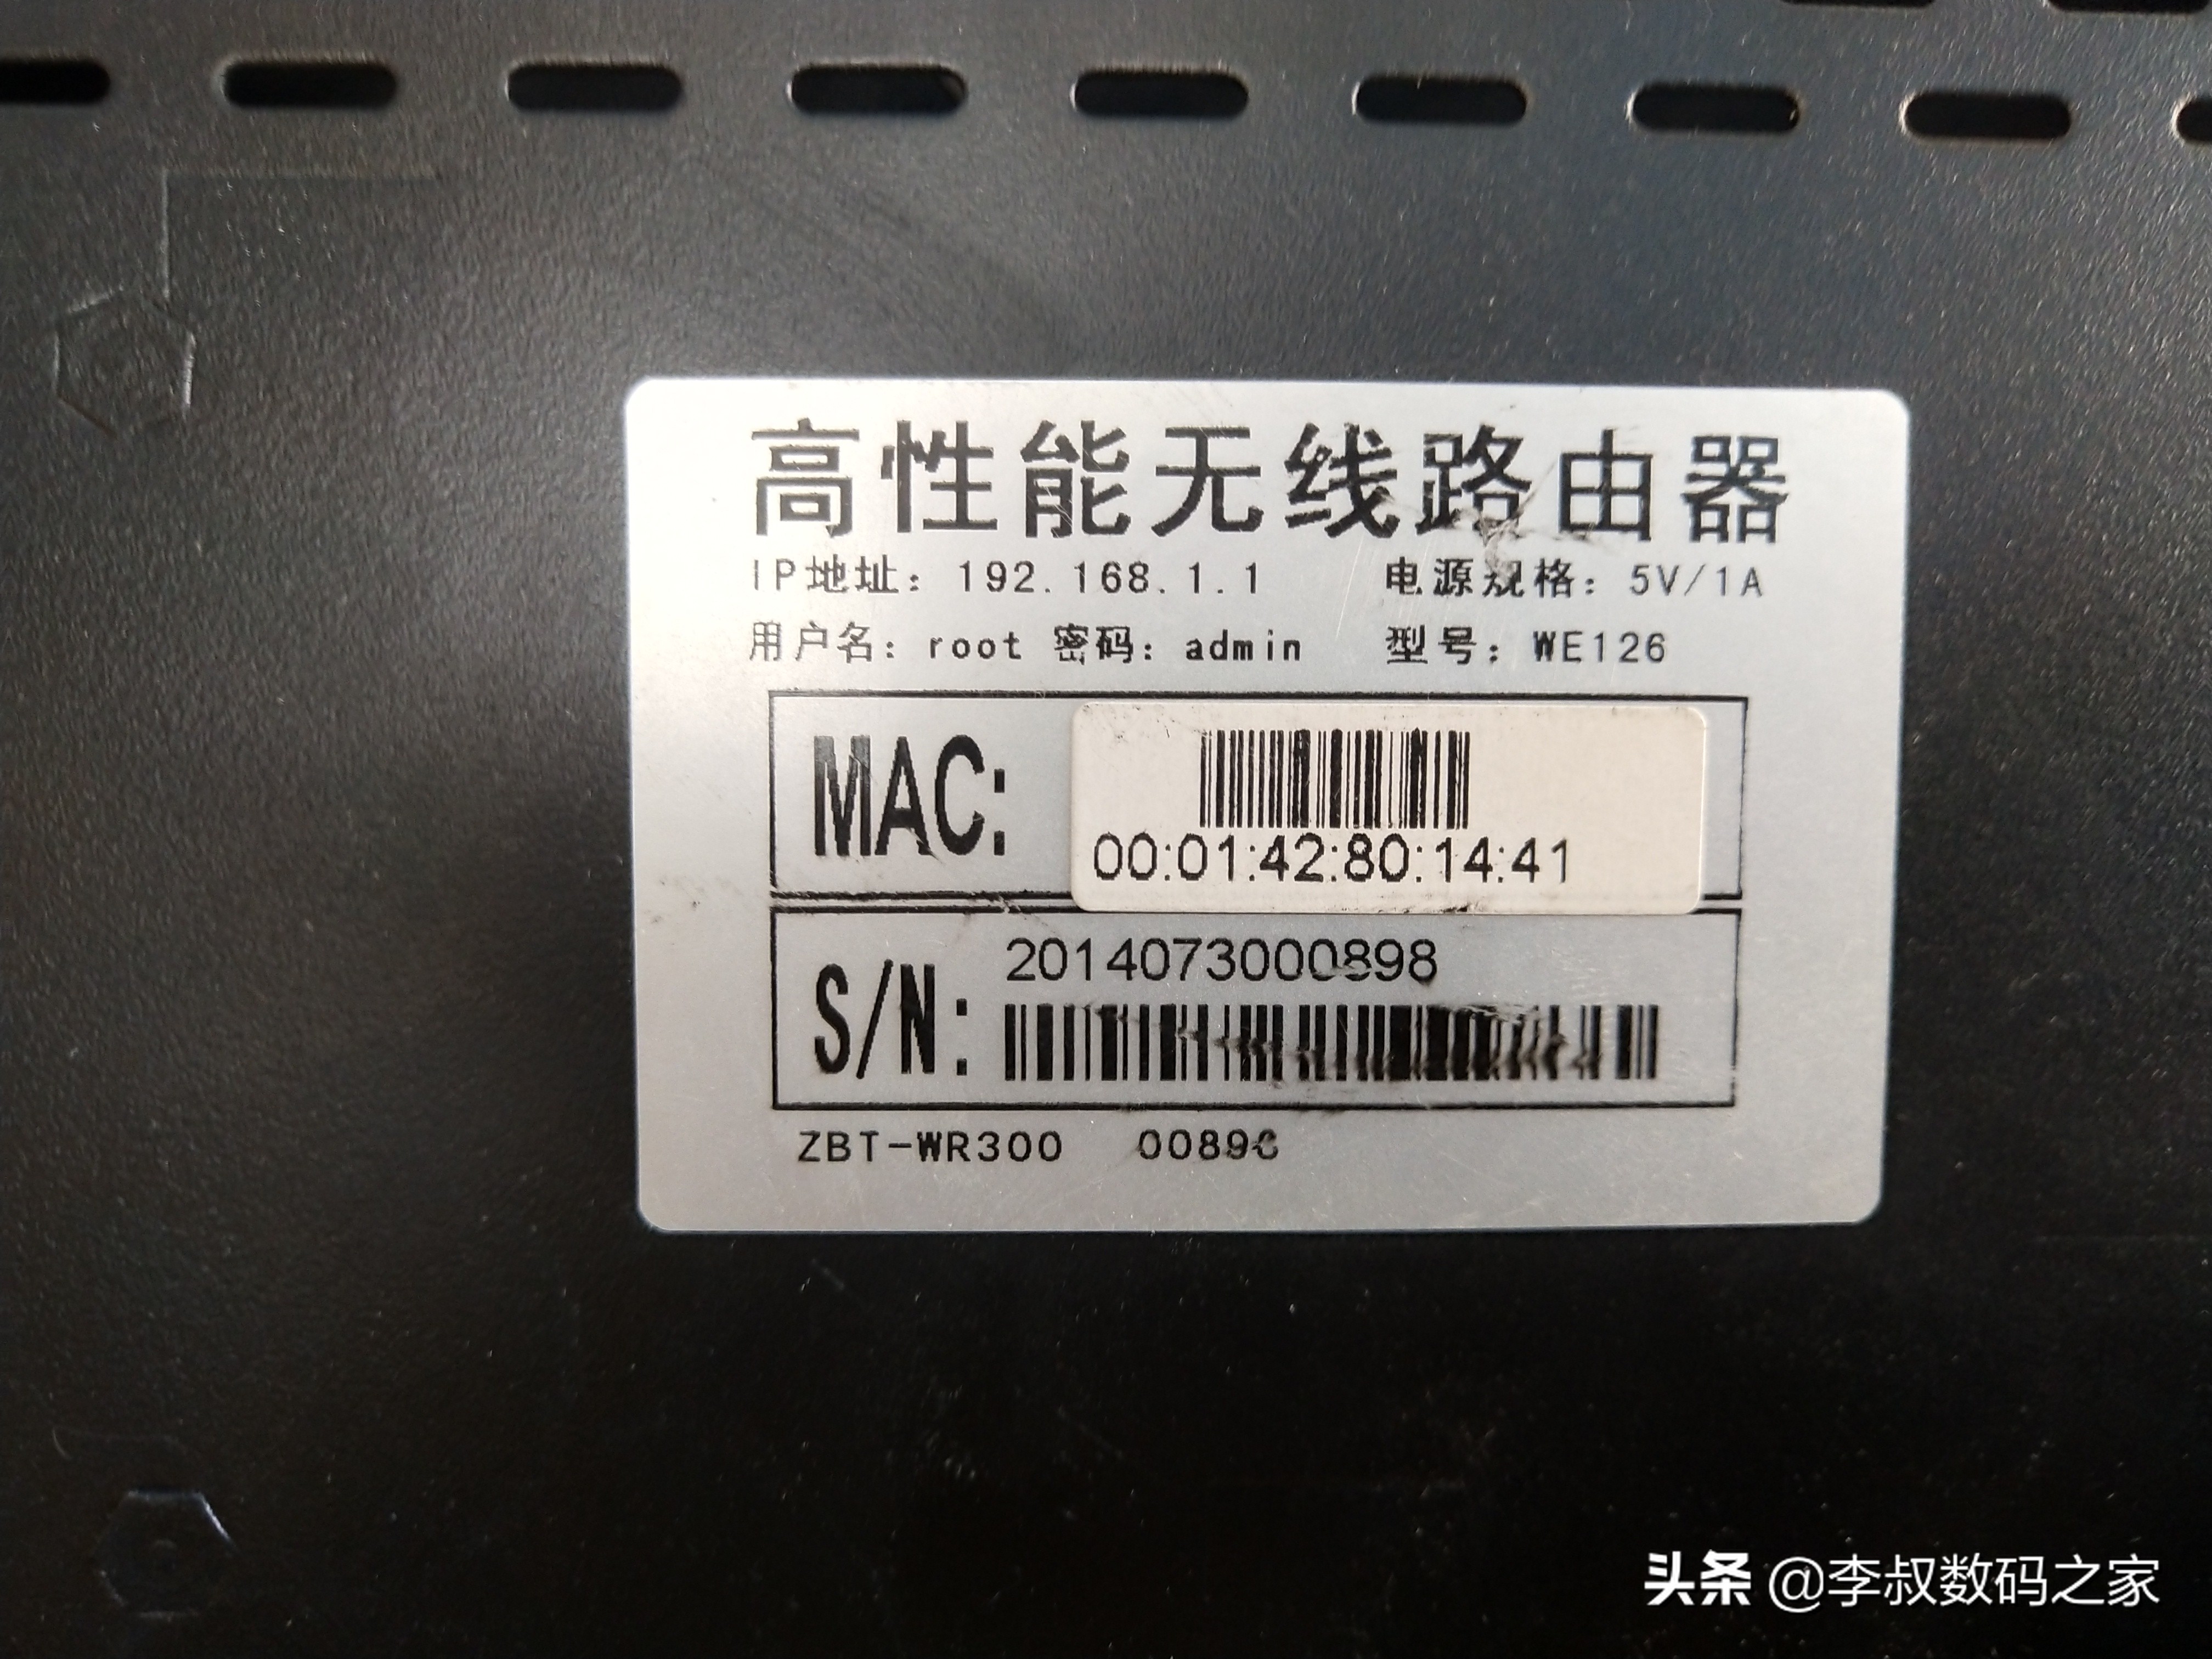 高性能无线路由器
IP地址：192.168.1.1 电源规格：5V/1A
用户名：root 密码：admin 型号：WE126
MAC:
00:01:42:80:14:41
2014073000898
S/N:
ZBT-WR300 00898
头条 @李叔数码之家